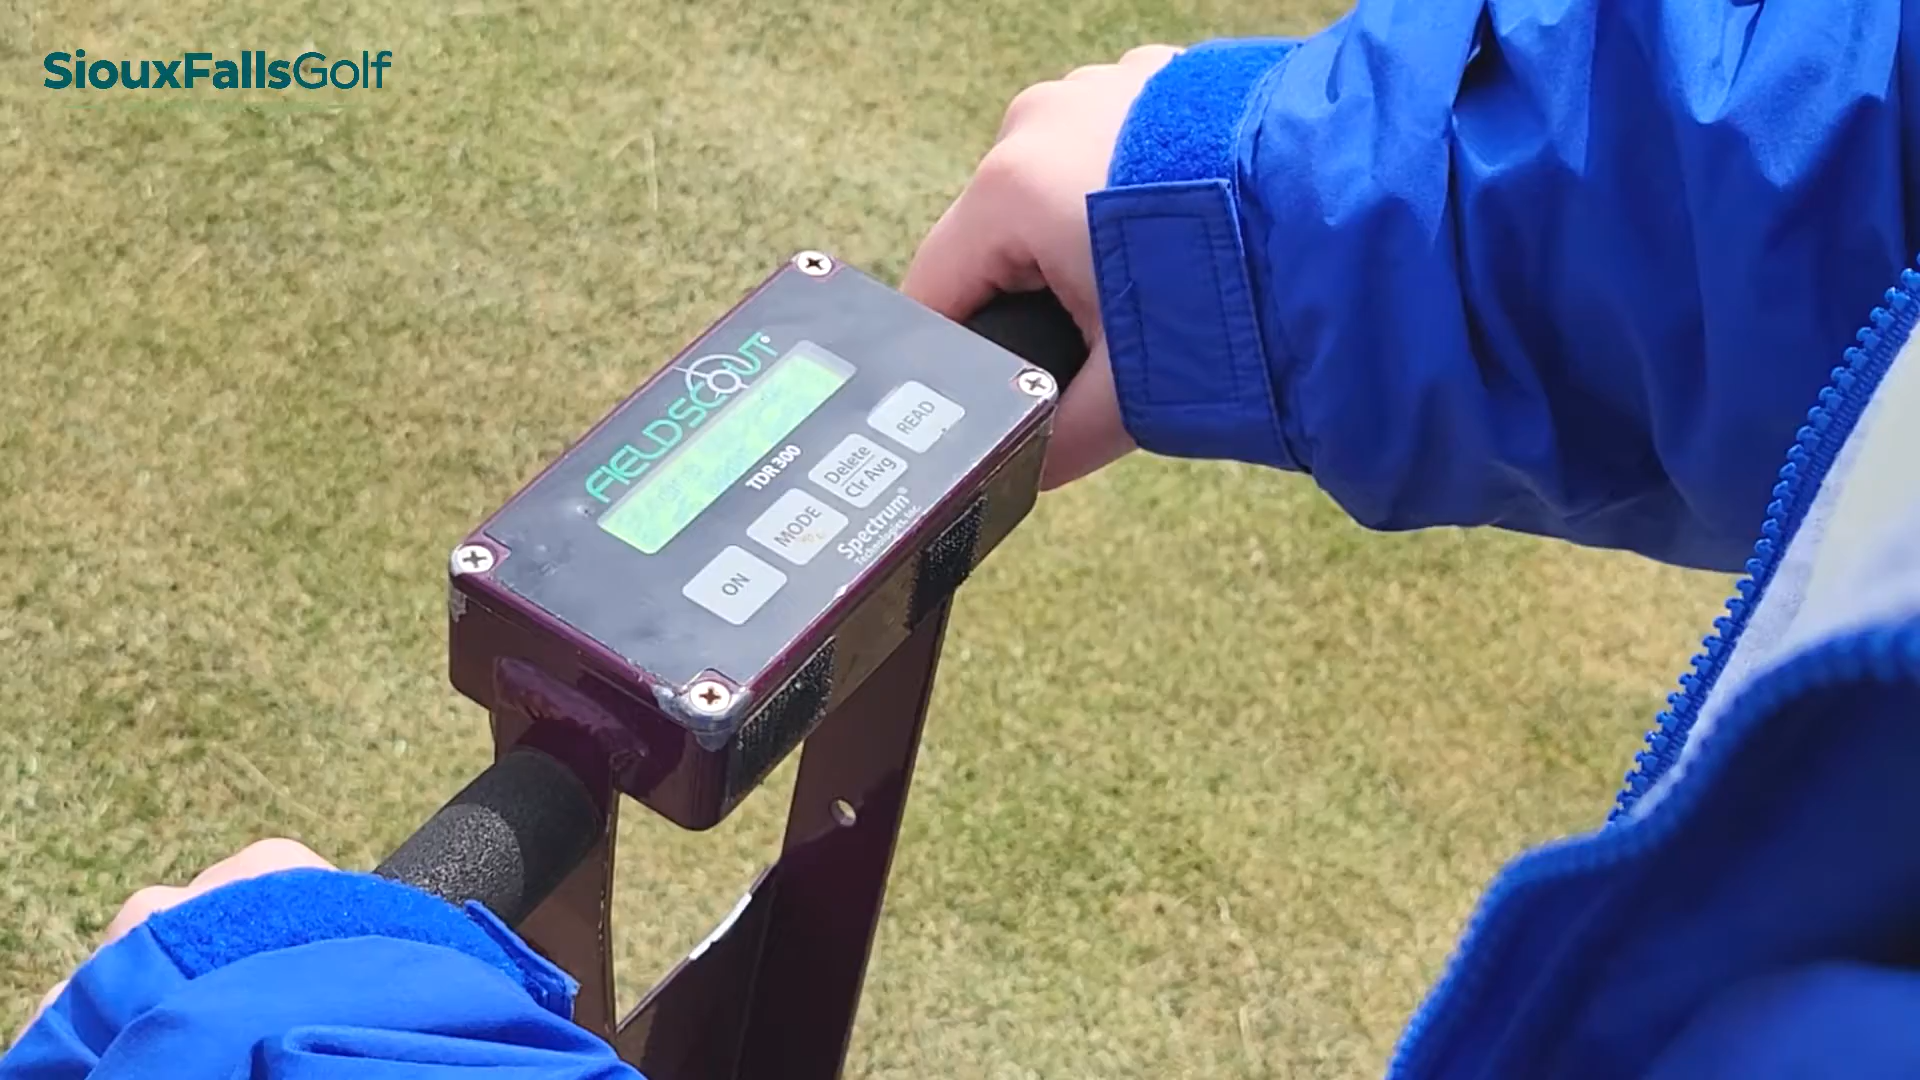 SiouxFallsGolf
FIELDSCOUT®
TDR 300
ON
MODE
Delete
Clr Avg
READ
Spectrum®
Technologies, Inc.